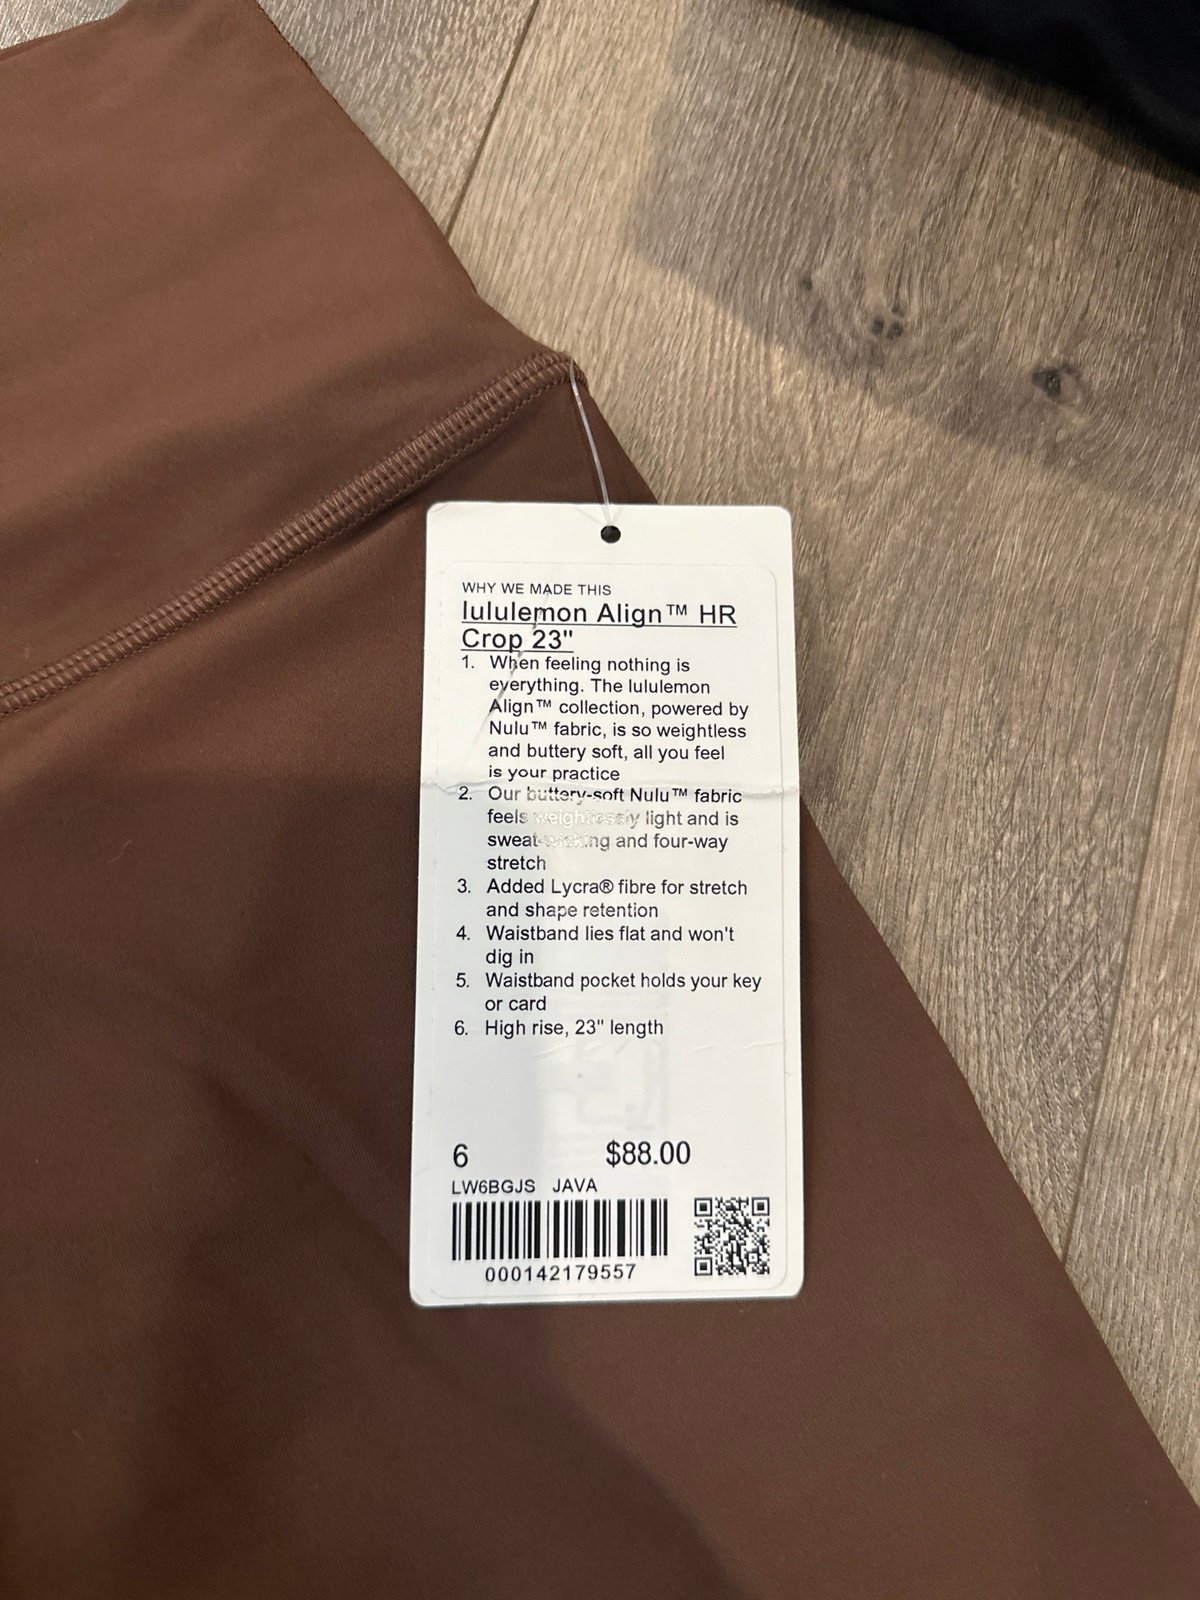 WHY WE MADE THIS
lululemon Align™ HR
Crop 23"
1. When feeling nothing is
everything. The lululemon
Align™ collection, powered by
Nulu™ fabric, is so weightless
and buttery soft, all you feel
is your practice
2. Our buttery-soft Nulu™ fabric
feels weightlessly light and is
sweat-wicking and four-way
stretch
3. Added Lycra® fibre for stretch
and shape retention
4. Waistband lies flat and won't
dig in
5. Waistband pocket holds your key
or card
6. High rise, 23" length
6 $88.00
LW6BGJS JAVA
000142179557